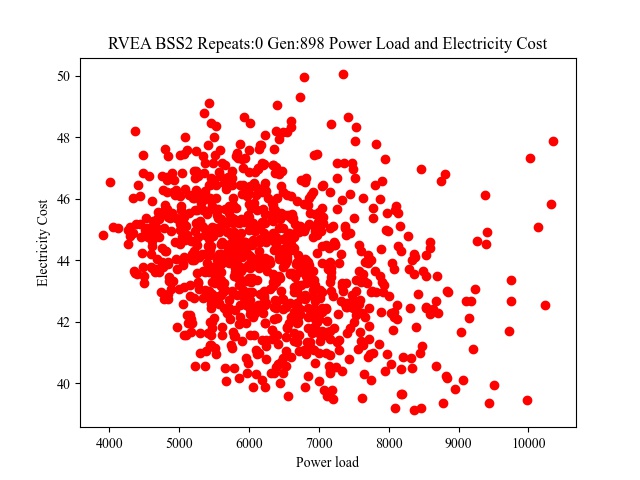 RVEA BSS2 Repeats:0 Gen:898 Power Load and Electricity Cost
50
48
46
44
42
40
Electricity Cost
4000 5000 6000 7000 8000 9000 10000
Power load